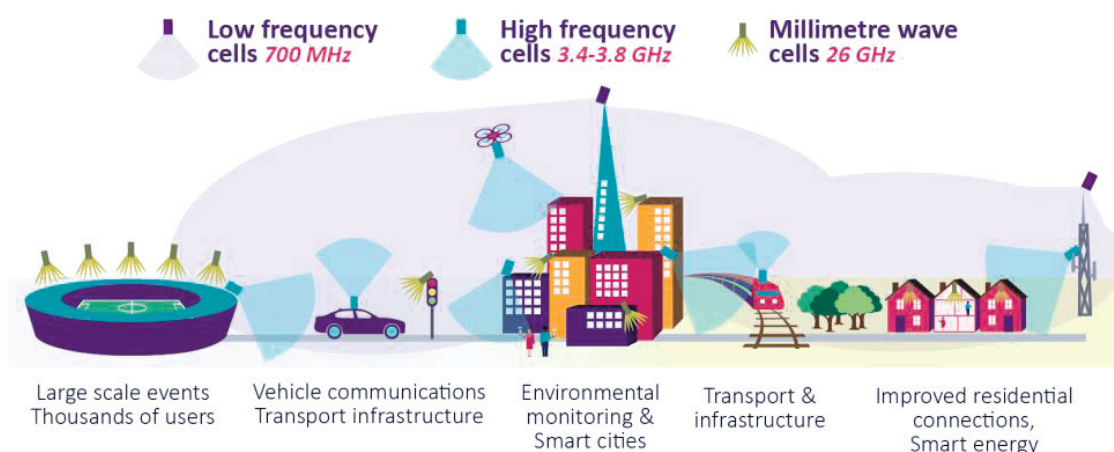 Low frequency
cells 700 MHz
High frequency
cells 3.4-3.8 GHz
Millimetre wave
cells 26 GHz
Large scale events
Thousands of users
Vehicle communications
Transport infrastructure
Environmental
monitoring &
Smart cities
Transport &
infrastructure
Improved residential
connections,
Smart energy